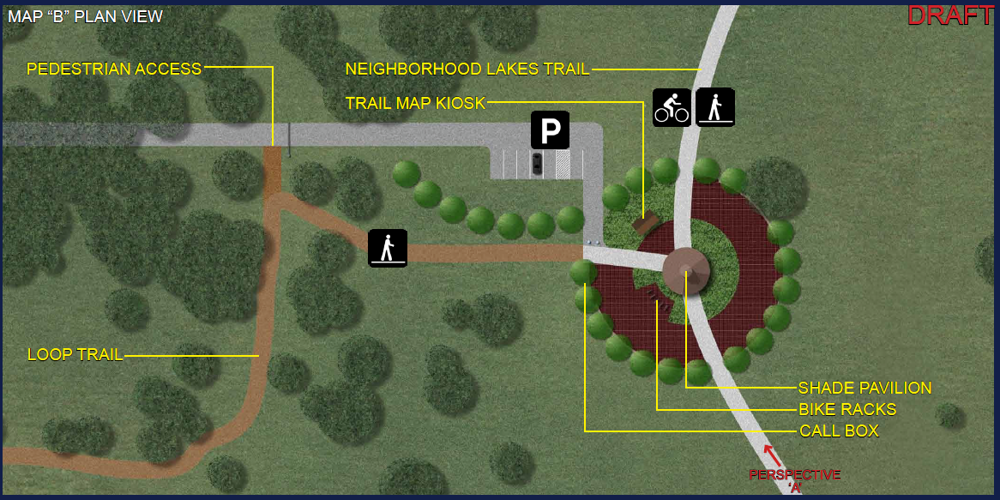 MAP “B” PLAN VIEW
DRAFT
PEDESTRIAN ACCESS
NEIGHBORHOOD LAKES TRAIL
TRAIL MAP KIOSK
P
LOOP TRAIL
SHADE PAVILION
BIKE RACKS
CALL BOX
PERSPECTIVE
‘A’